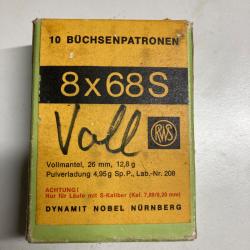 10 BÜCHSENPATRONEN
8x68S
Voll
RWS
Vollmantel, 26 mm, 12,8 g
Pulverladung 4,95 g Sp. P., Lab.-Nr. 208
ACHTUNG!
Nur für Läufe mit S-Kaliber (Kal. 7,89/8,20 mm)
DYNAMIT NOBEL NÜRNBERG